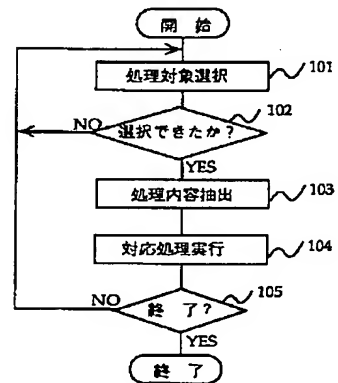 開始
処理対象選択
101
102
NO
選択できたか？
YES
処理内容抽出
103
対応処理実行
104
NO
105
終了？
YES
終了